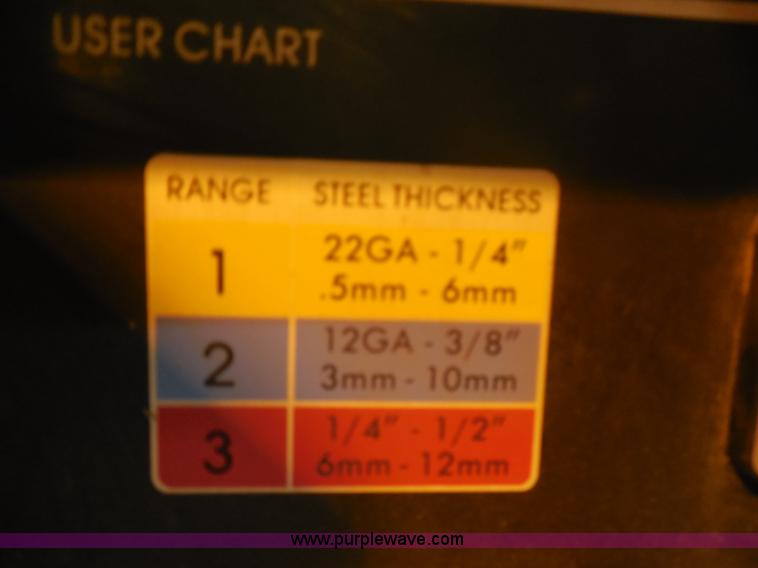 USER CHART
RANGE STEEL THICKNESS
1 22GA - 1/4"
.5mm - 6mm
2 12GA - 3/8"
3mm - 10mm
3 1/4" - 1/2"
6mm - 12mm
www.purplewave.com